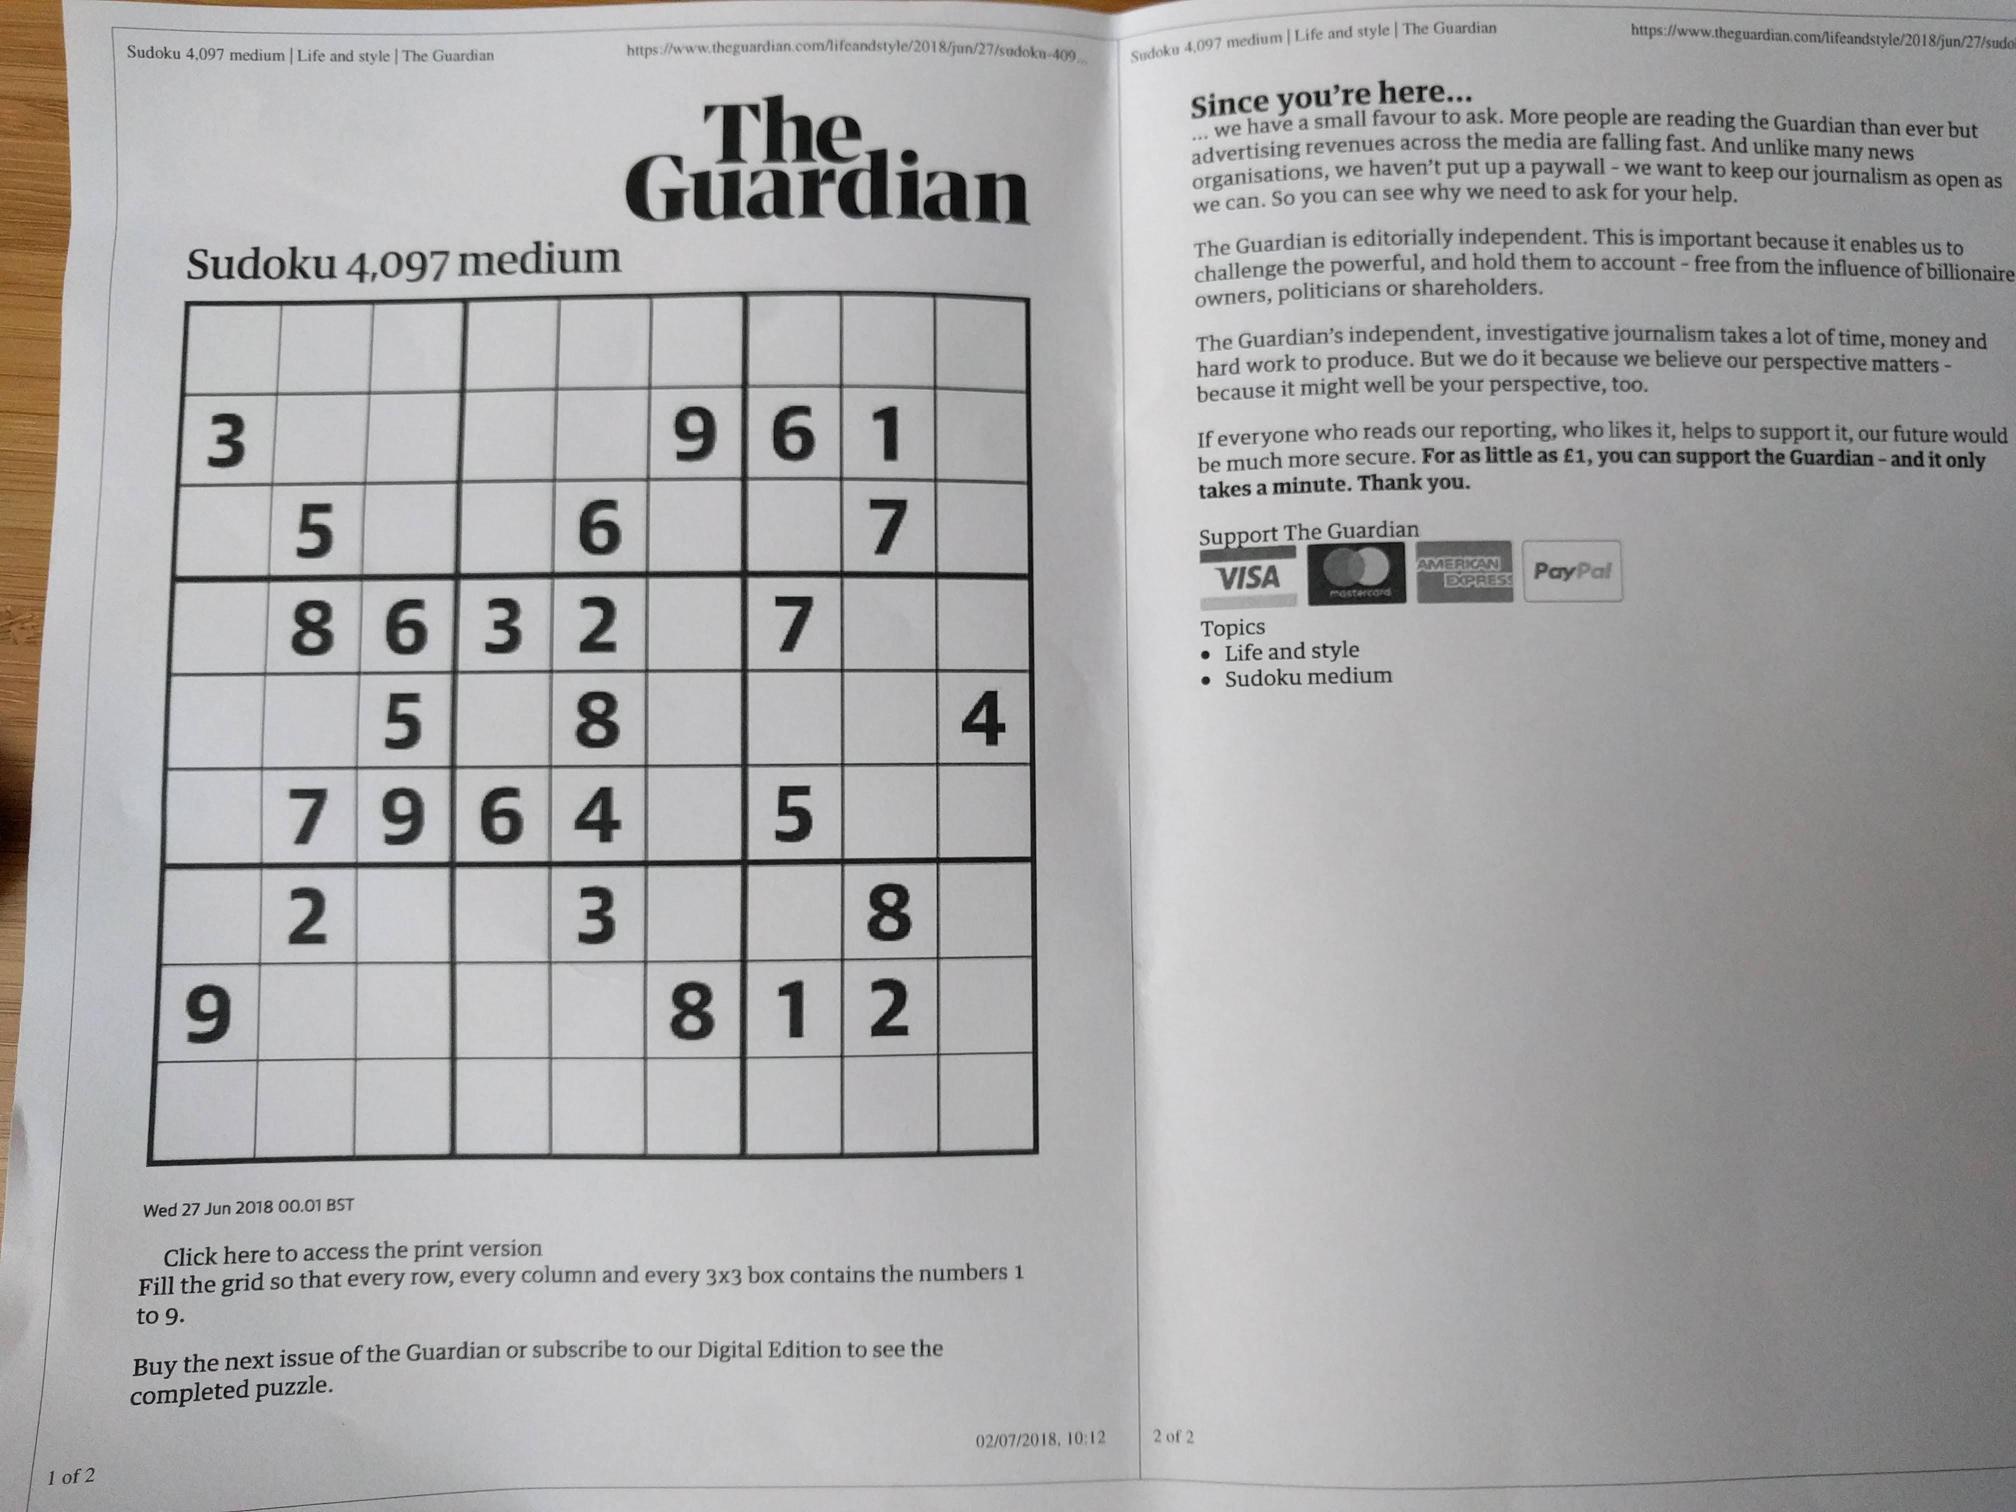 Sudoku 4,097 medium | Life and style | The Guardian
https://www.theguardian.com/lifeandstyle/2018/jun/27/sudoku-409...
The
Guardian
Sudoku 4,097 medium
3 9 6 1
5 6 7
8 6 3 2 7
5 8 4
7 9 6 4 5
2 3 8
9 8 1 2
Wed 27 Jun 2018 00.01 BST
Click here to access the print version
Fill the grid so that every row, every column and every 3x3 box contains the numbers 1
to 9.
Buy the next issue of the Guardian or subscribe to our Digital Edition to see the
completed puzzle.
1 of 2
02/07/2018, 10:12
Sudoku 4,097 medium | Life and style | The Guardian
https://www.theguardian.com/lifeandstyle/2018/jun/27/sudo
Since you're here...
... we have a small favour to ask. More people are reading the Guardian than ever but
advertising revenues across the media are falling fast. And unlike many news
organisations, we haven't put up a paywall – we want to keep our journalism as open as
we can. So you can see why we need to ask for your help.
The Guardian is editorially independent. This is important because it enables us to
challenge the powerful, and hold them to account – free from the influence of billionaire
owners, politicians or shareholders.
The Guardian's independent, investigative journalism takes a lot of time, money and
hard work to produce. But we do it because we believe our perspective matters –
because it might well be your perspective, too.
If everyone who reads our reporting, who likes it, helps to support it, our future would
be much more secure. For as little as £1, you can support the Guardian – and it only
takes a minute. Thank you.
Support The Guardian
VISA
mastercard
AMERICAN
EXPRESS
PayPal
Topics
• Life and style
• Sudoku medium
2 of 2